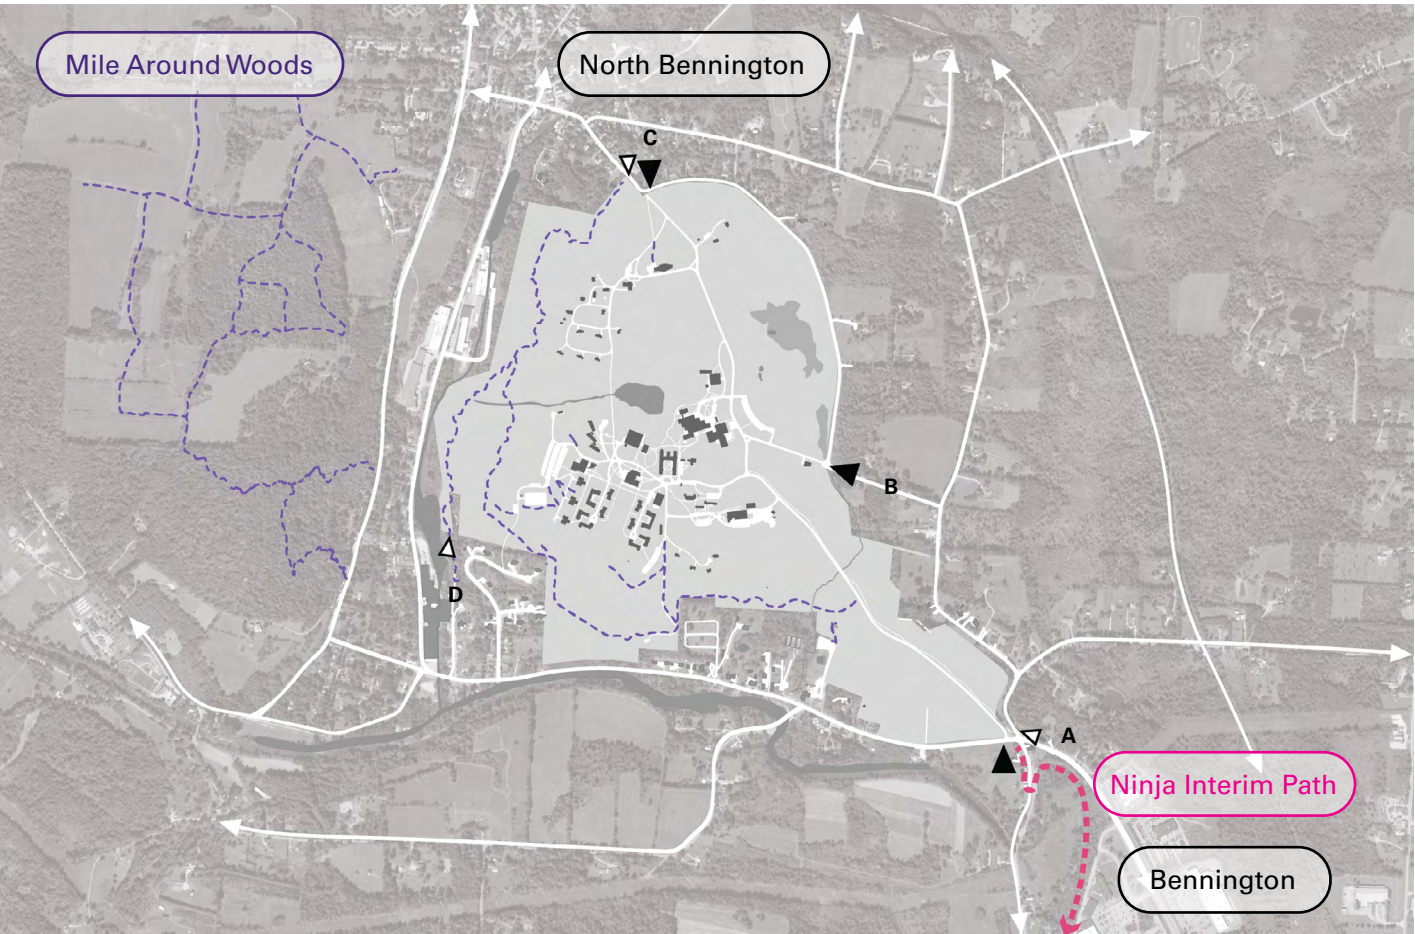 Mile Around Woods
North Bennington
C
B
D
A
Ninja Interim Path
Bennington